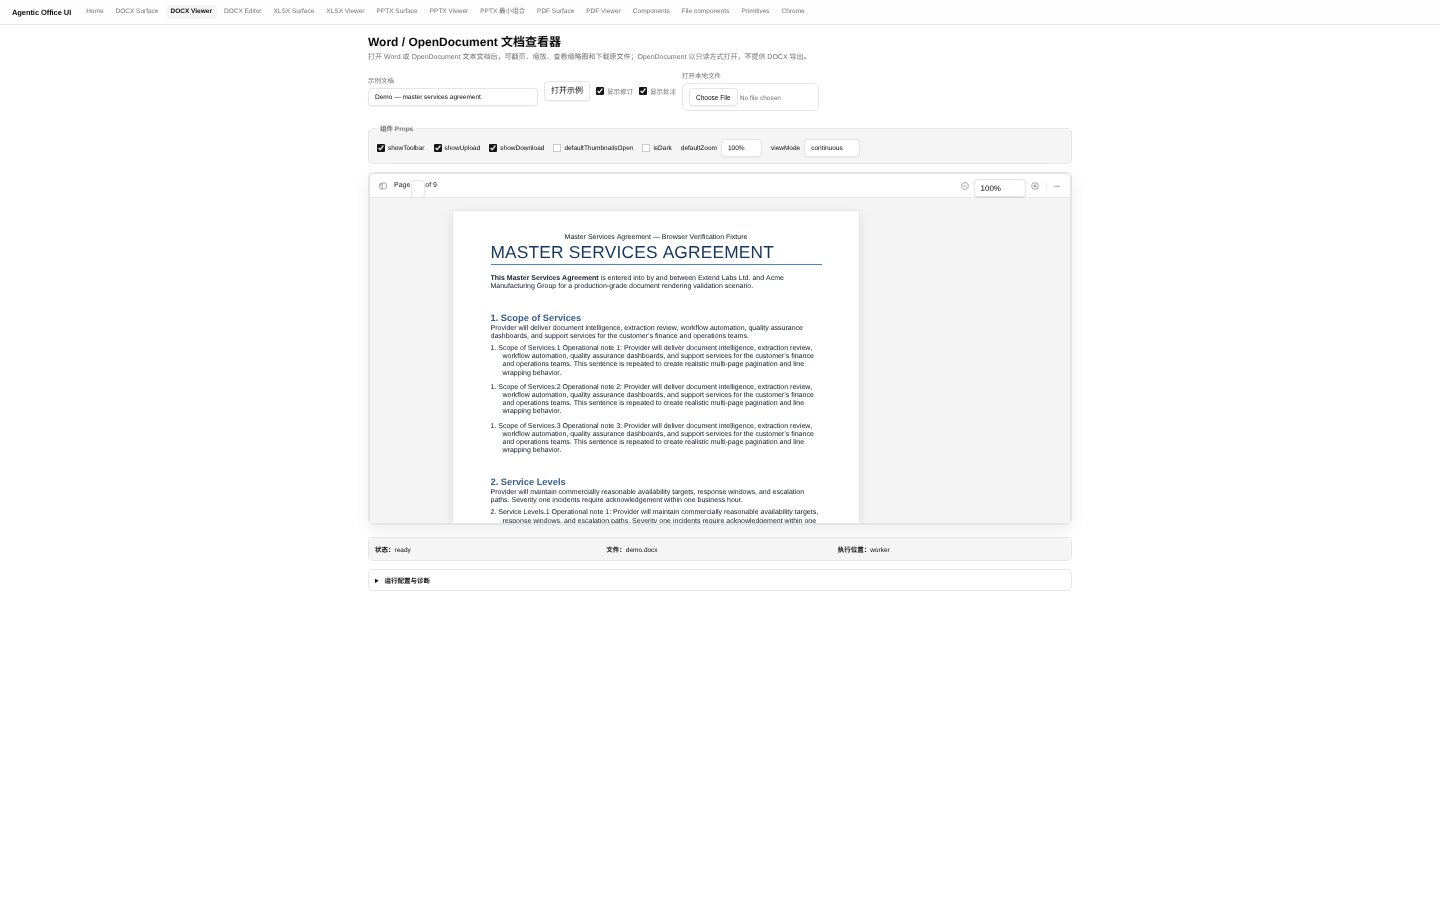 Agentic Office UI Home DOCX Surface DOCX Viewer DOCX Editor XLSX Surface XLSX Viewer PPTX Surface PPTX Viewer PPTX 最小组合 PDF Surface PDF Viewer Components File components Primitives Chrome
Word / OpenDocument 文档查看器
打开 Word 或 OpenDocument 文本文档后，可翻页、缩放、查看缩略图和下载原文件；OpenDocument 以只读方式打开，不提供 DOCX 导出。
示例文档
Demo — master services agreement
打开示例
显示修订
显示批注
打开本地文件
Choose File No file chosen
组件 Props
showToolbar showUpload showDownload defaultThumbnailsOpen isDark defaultZoom 100% viewMode continuous
Page of 9
100%
Master Services Agreement — Browser Verification Fixture
MASTER SERVICES AGREEMENT
This Master Services Agreement is entered into by and between Extend Labs Ltd. and Acme
Manufacturing Group for a production-grade document rendering validation scenario.
1. Scope of Services
Provider will deliver document intelligence, extraction review, workflow automation, quality assurance
dashboards, and support services for the customer's finance and operations teams.
1. Scope of Services.1 Operational note 1: Provider will deliver document intelligence, extraction review,
workflow automation, quality assurance dashboards, and support services for the customer's finance
and operations teams. This sentence is repeated to create realistic multi-page pagination and line
wrapping behavior.
1. Scope of Services.2 Operational note 2: Provider will deliver document intelligence, extraction review,
workflow automation, quality assurance dashboards, and support services for the customer's finance
and operations teams. This sentence is repeated to create realistic multi-page pagination and line
wrapping behavior.
1. Scope of Services.3 Operational note 3: Provider will deliver document intelligence, extraction review,
workflow automation, quality assurance dashboards, and support services for the customer's finance
and operations teams. This sentence is repeated to create realistic multi-page pagination and line
wrapping behavior.
2. Service Levels
Provider will maintain commercially reasonable availability targets, response windows, and escalation
paths. Severity one incidents require acknowledgement within one business hour.
2. Service Levels.1 Operational note 1: Provider will maintain commercially reasonable availability targets,
response windows, and escalation paths. Severity one incidents require acknowledgement within one
状态：ready 文件：demo.docx 执行位置：worker
运行配置与诊断